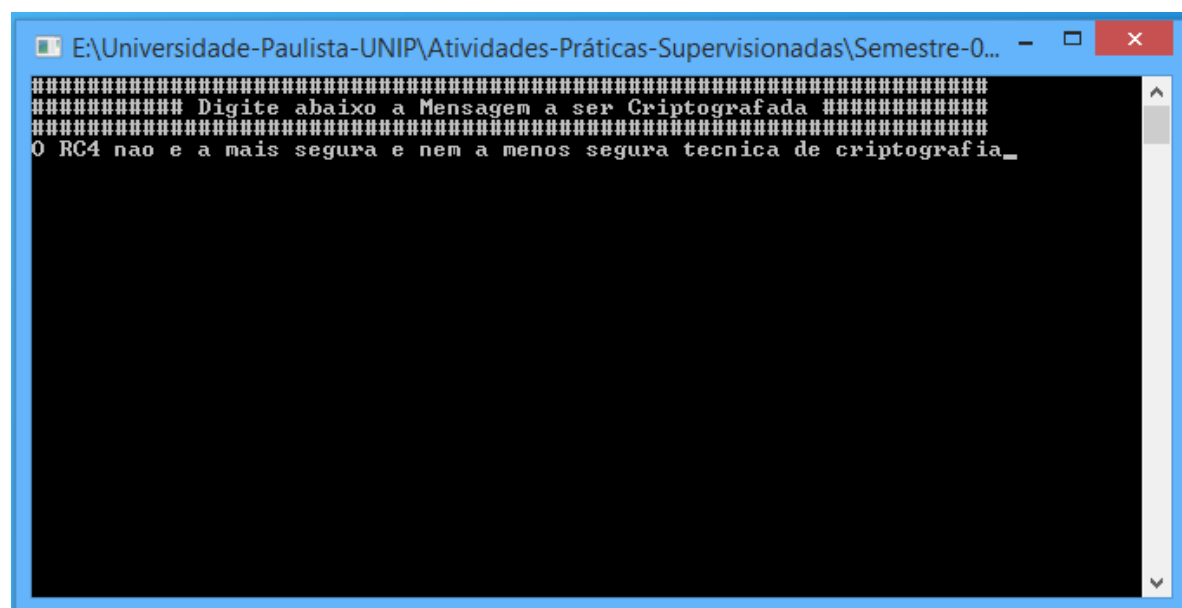 E:\Universidade-Paulista-UNIP\Atividades-Práticas-Supervisionadas\Semestre-0...
#####################################################################
########### Digite abaixo a Mensagem a ser Criptografada ############
#####################################################################
O RC4 nao e a mais segura e nem a menos segura tecnica de criptografia_